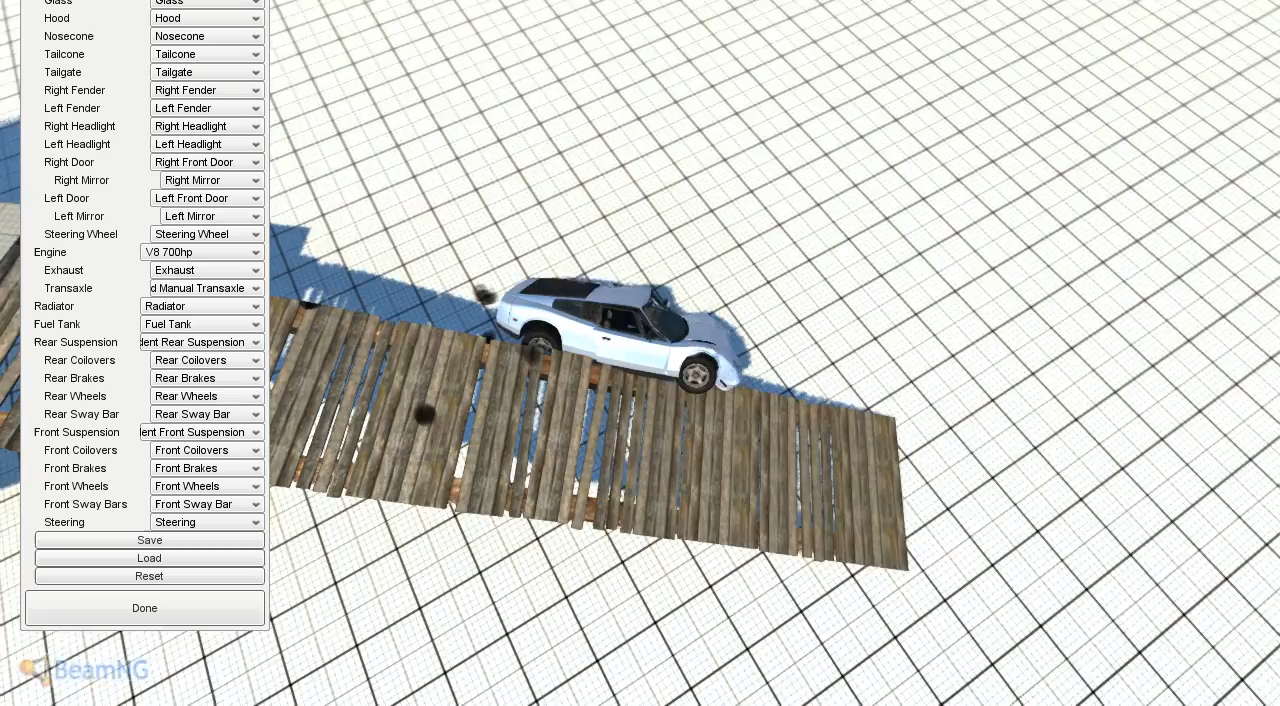 Glass Glass
Hood Hood
Nosecone Nosecone
Tailcone Tailcone
Tailgate Tailgate
Right Fender Right Fender
Left Fender Left Fender
Right Headlight Right Headlight
Left Headlight Left Headlight
Right Door Right Front Door
Right Mirror Right Mirror
Left Door Left Front Door
Left Mirror Left Mirror
Steering Wheel Steering Wheel
Engine V8 700hp
Exhaust Exhaust
Transaxle d Manual Transaxle
Radiator Radiator
Fuel Tank Fuel Tank
Rear Suspension dent Rear Suspension
Rear Coilovers Rear Coilovers
Rear Brakes Rear Brakes
Rear Wheels Rear Wheels
Rear Sway Bar Rear Sway Bar
Front Suspension dent Front Suspension
Front Coilovers Front Coilovers
Front Brakes Front Brakes
Front Wheels Front Wheels
Front Sway Bars Front Sway Bar
Steering Steering
Save
Load
Reset
Done
BeamNG